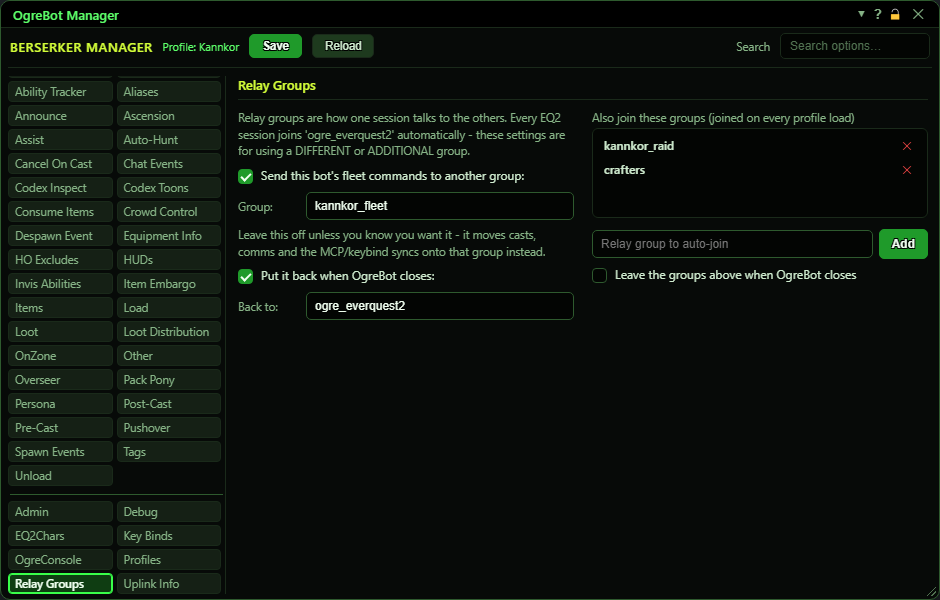 OgreBot Manager
▼ ? 
BERSERKER MANAGER Profile: Kannkor Save Reload Search Search options...
Ability Tracker Aliases
Announce Ascension
Assist Auto-Hunt
Cancel On Cast Chat Events
Codex Inspect Codex Toons
Consume Items Crowd Control
Despawn Event Equipment Info
HO Excludes HUDs
Invis Abilities Item Embargo
Items Load
Loot Loot Distribution
OnZone Other
Overseer Pack Pony
Persona Post-Cast
Pre-Cast Pushover
Spawn Events Tags
Unload
Admin Debug
EQ2Chars Key Binds
OgreConsole Profiles
Relay Groups Uplink Info
Relay Groups
Relay groups are how one session talks to the others. Every EQ2
session joins 'ogre_everquest2' automatically - these settings are
for using a DIFFERENT or ADDITIONAL group.
Send this bot's fleet commands to another group:
Group: kannkor_fleet
Leave this off unless you know you want it - it moves casts,
comms and the MCP/keybind syncs onto that group instead.
Put it back when OgreBot closes:
Back to: ogre_everquest2
Also join these groups (joined on every profile load)
kannkor_raid
crafters
Relay group to auto-join Add
Leave the groups above when OgreBot closes